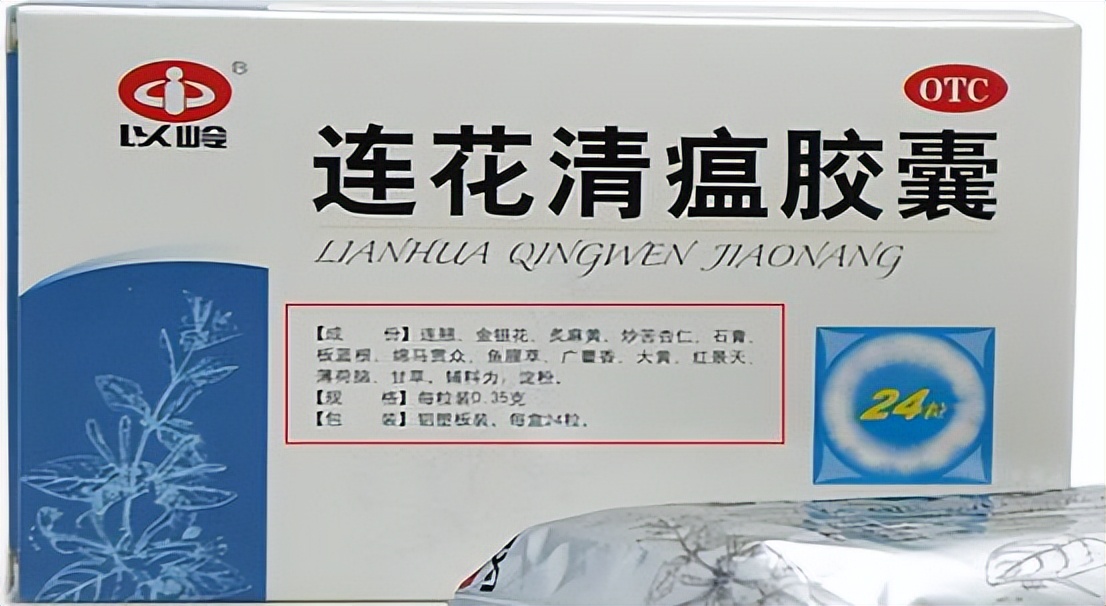 以岭
®
OTC
连花清瘟胶囊
LIANHUA QINGWEN JIAONANG
【成 份】连翘、金银花、炙麻黄、炒苦杏仁、石膏、
板蓝根、绵马贯众、鱼腥草、广藿香、大黄、红景天、
薄荷脑、甘草。辅料为：淀粉。
【规 格】每粒装0.35克
【包 装】铝塑板装，每盒24粒。
24粒